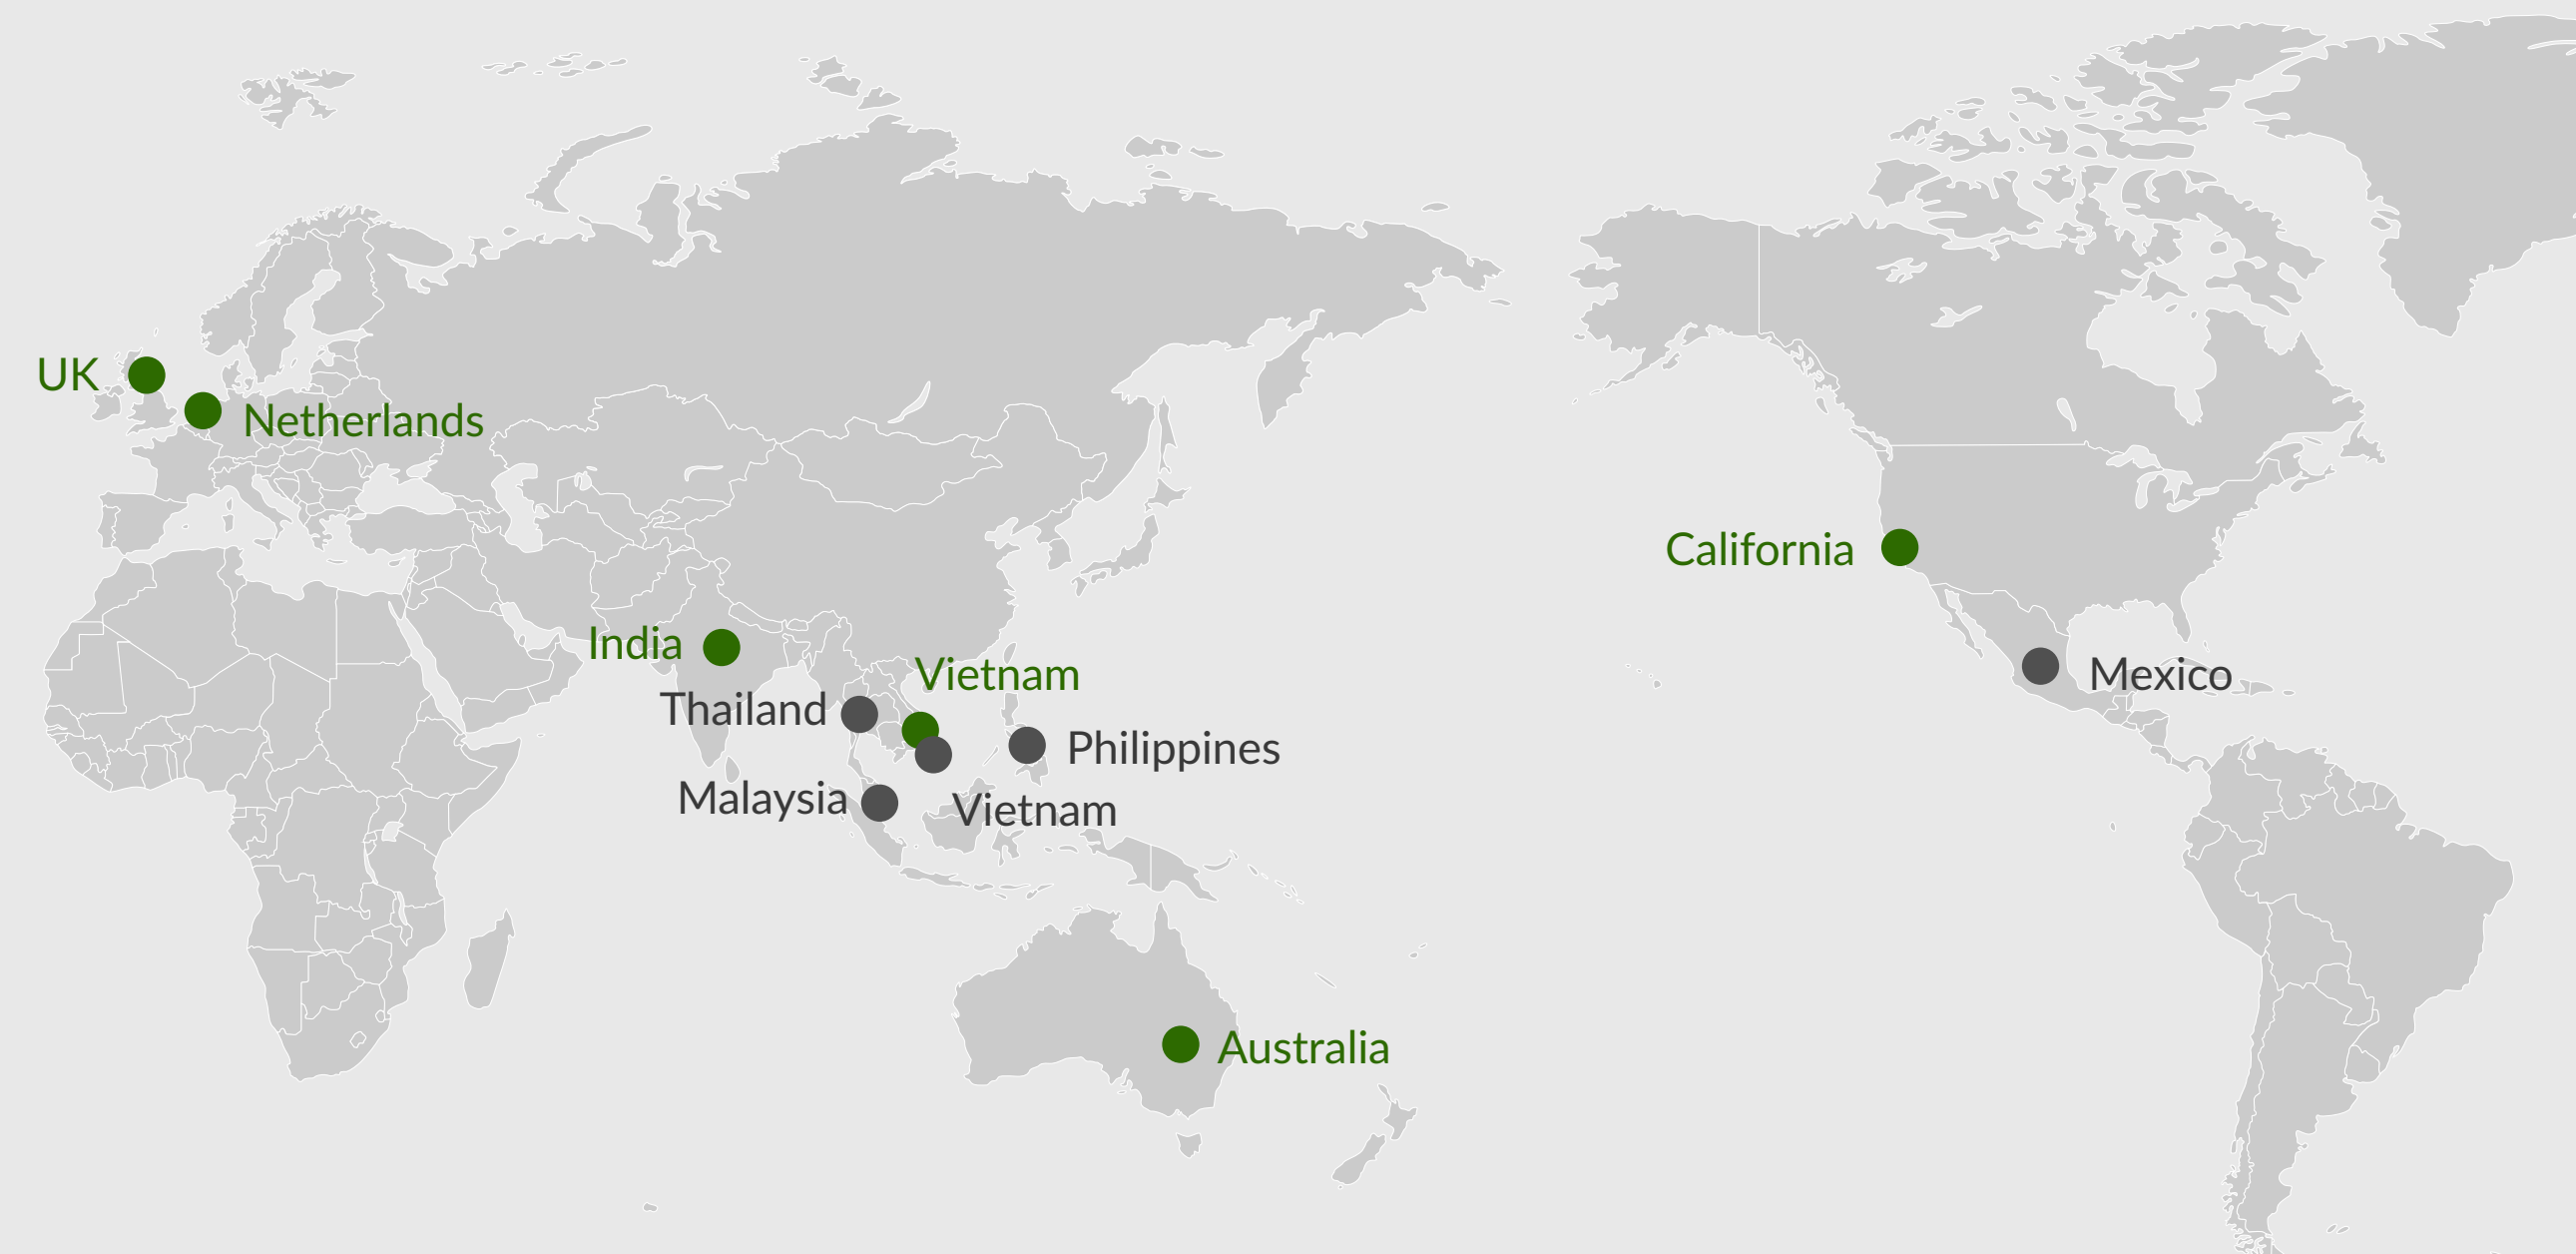 UK
Netherlands
California
India
Vietnam
Thailand
Mexico
Philippines
Malaysia
Vietnam
Australia